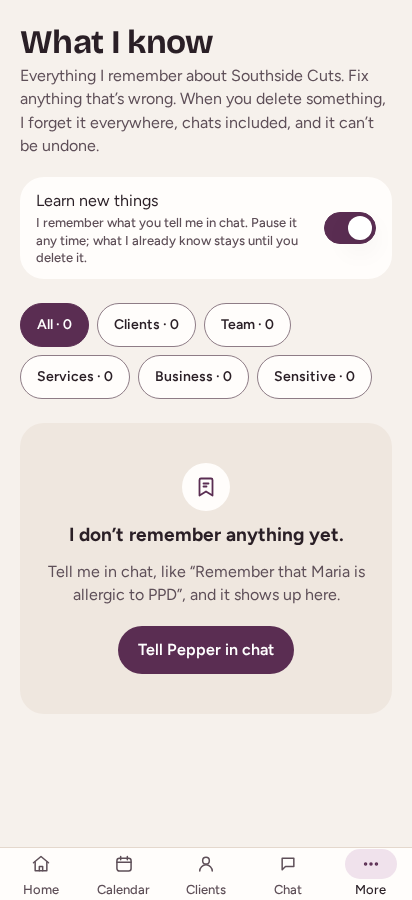 What I know
Everything I remember about Southside Cuts. Fix
anything that’s wrong. When you delete something,
I forget it everywhere, chats included, and it can’t
be undone.
Learn new things
I remember what you tell me in chat. Pause it
any time; what I already know stays until you
delete it.
All · 0
Clients · 0
Team · 0
Services · 0
Business · 0
Sensitive · 0
I don’t remember anything yet.
Tell me in chat, like “Remember that Maria is
allergic to PPD”, and it shows up here.
Tell Pepper in chat
Home
Calendar
Clients
Chat
More